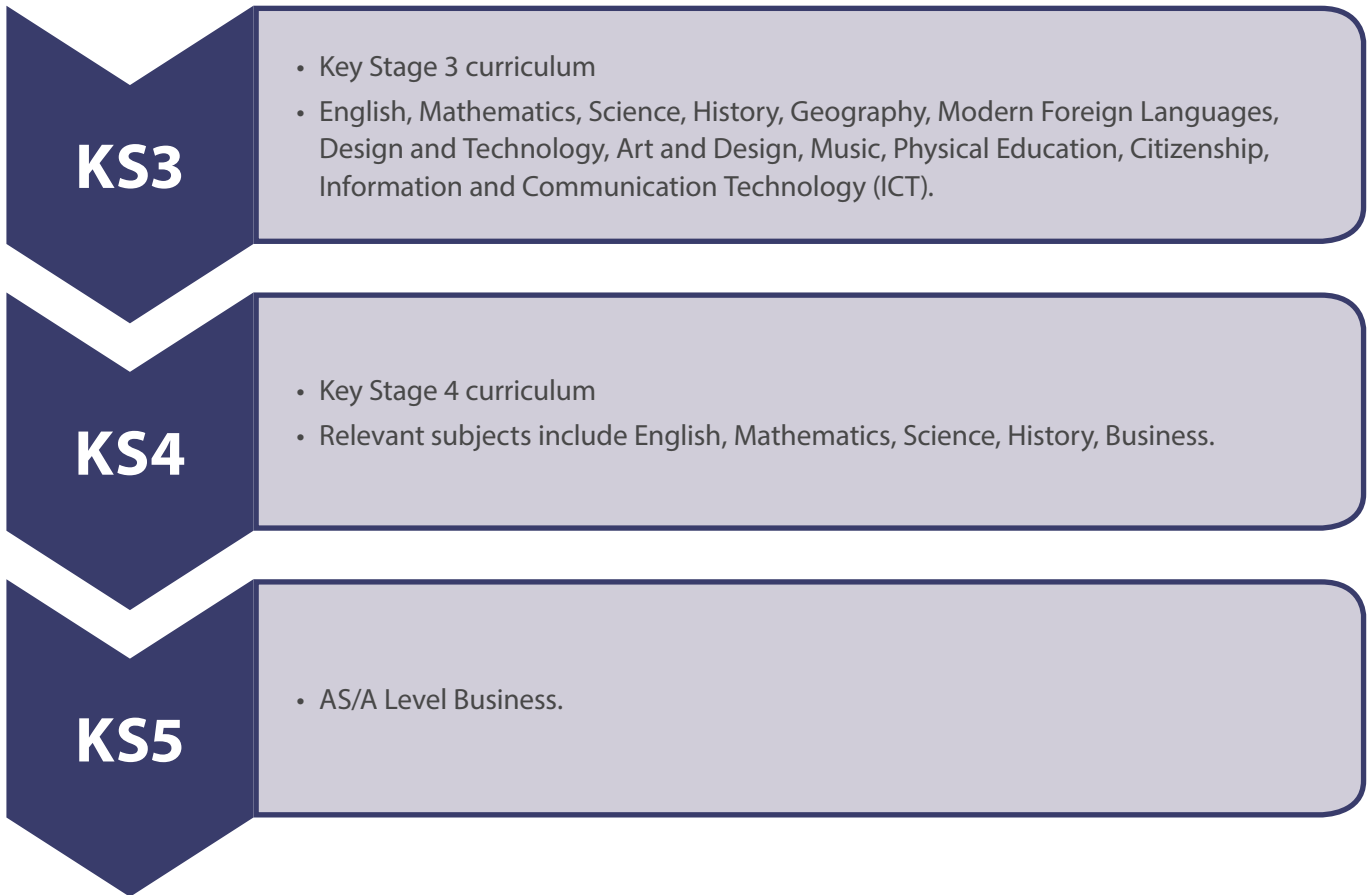 KS3
• Key Stage 3 curriculum
• English, Mathematics, Science, History, Geography, Modern Foreign Languages,
Design and Technology, Art and Design, Music, Physical Education, Citizenship,
Information and Communication Technology (ICT).
KS4
• Key Stage 4 curriculum
• Relevant subjects include English, Mathematics, Science, History, Business.
KS5
• AS/A Level Business.